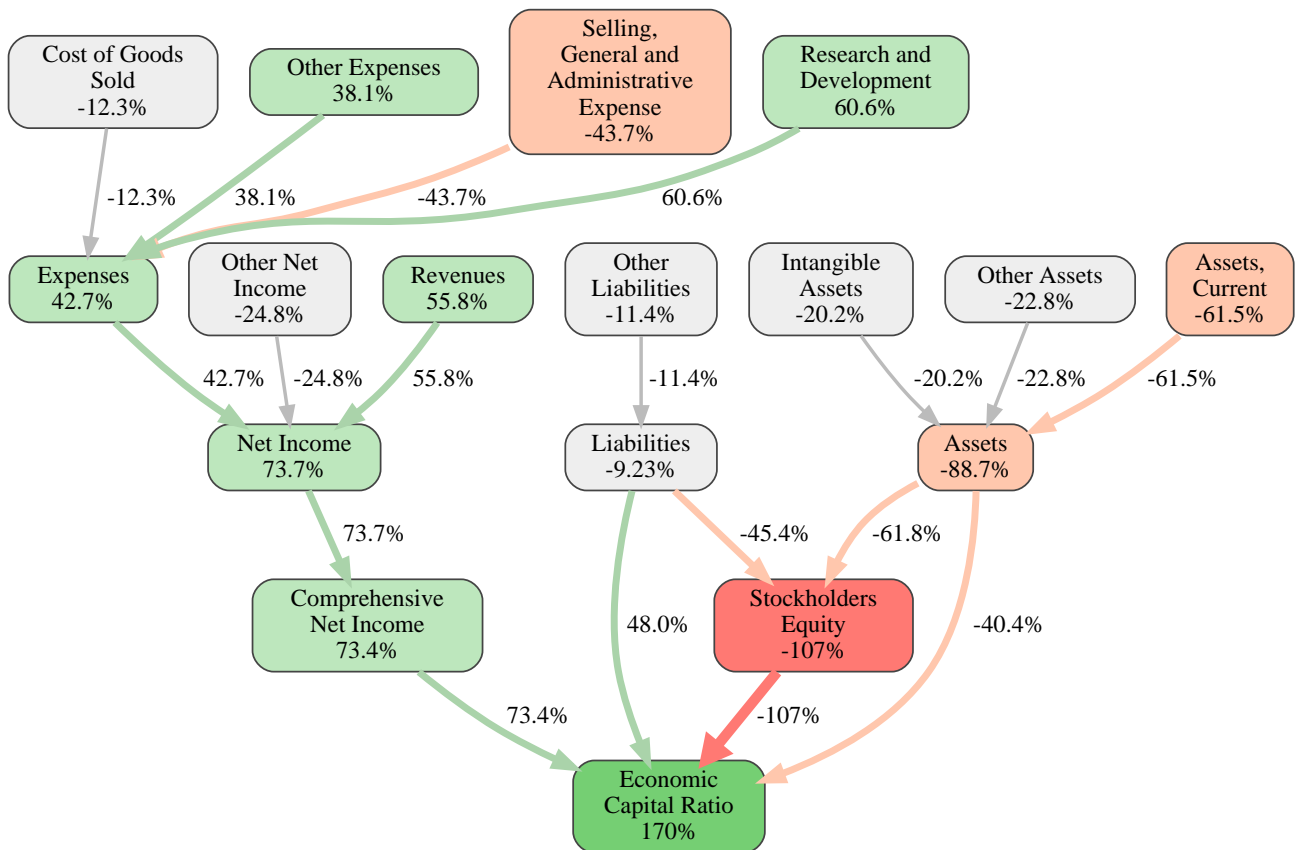 Cost of Goods
Sold
-12.3%
Other Expenses
38.1%
Selling,
General and
Administrative
Expense
-43.7%
Research and
Development
60.6%
-12.3%
38.1%
-43.7%
60.6%
Expenses
42.7%
Other Net
Income
-24.8%
Revenues
55.8%
Other
Liabilities
-11.4%
Intangible
Assets
-20.2%
Other Assets
-22.8%
Assets,
Current
-61.5%
42.7%
-24.8%
55.8%
-11.4%
-20.2%
-22.8%
-61.5%
Net Income
73.7%
Liabilities
-9.23%
Assets
-88.7%
73.7%
-45.4%
-61.8%
Comprehensive
Net Income
73.4%
48.0%
Stockholders
Equity
-107%
-40.4%
73.4%
-107%
Economic
Capital Ratio
170%